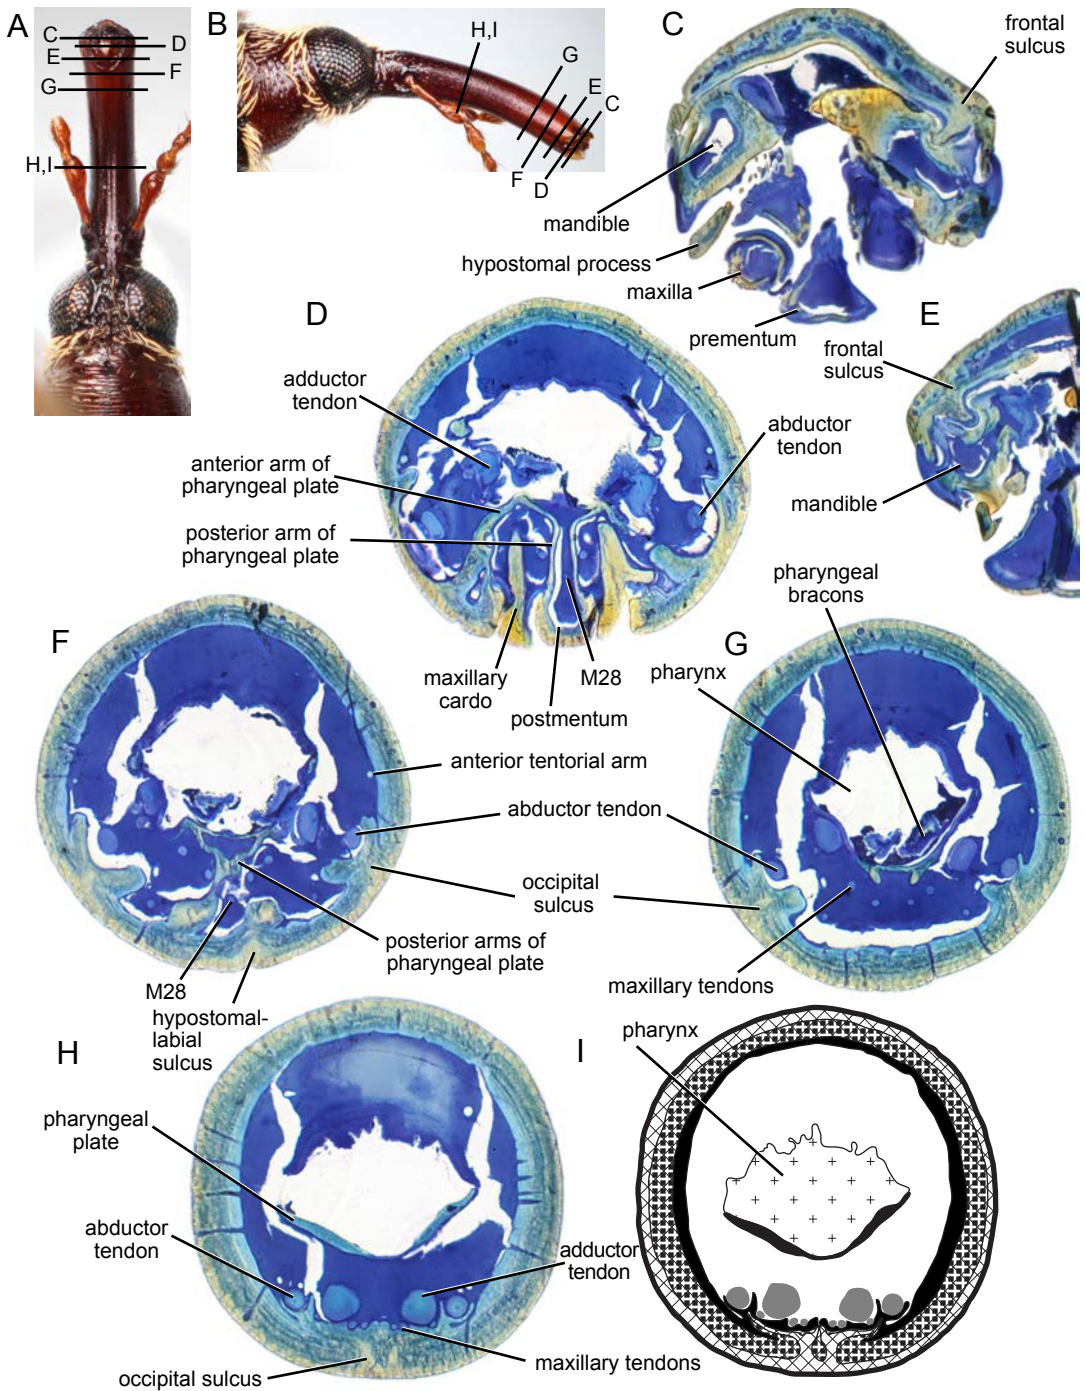 A
C
D
E
F
G
H,I
B
H,I
G
E
C
F
D
C
frontal
sulcus
mandible
hypostomal process
maxilla
prementum
D
adductor
tendon
anterior arm of
pharyngeal plate
posterior arm of
pharyngeal plate
abductor
tendon
maxillary
cardo
M28
postmentum
E
frontal
sulcus
mandible
F
anterior tentorial arm
abductor tendon
occipital
sulcus
posterior arms of
pharyngeal plate
M28
hypostomal-
labial
sulcus
G
pharyngeal
bracons
pharynx
maxillary tendons
H
pharyngeal
plate
abductor
tendon
adductor
tendon
maxillary tendons
occipital sulcus
I
pharynx